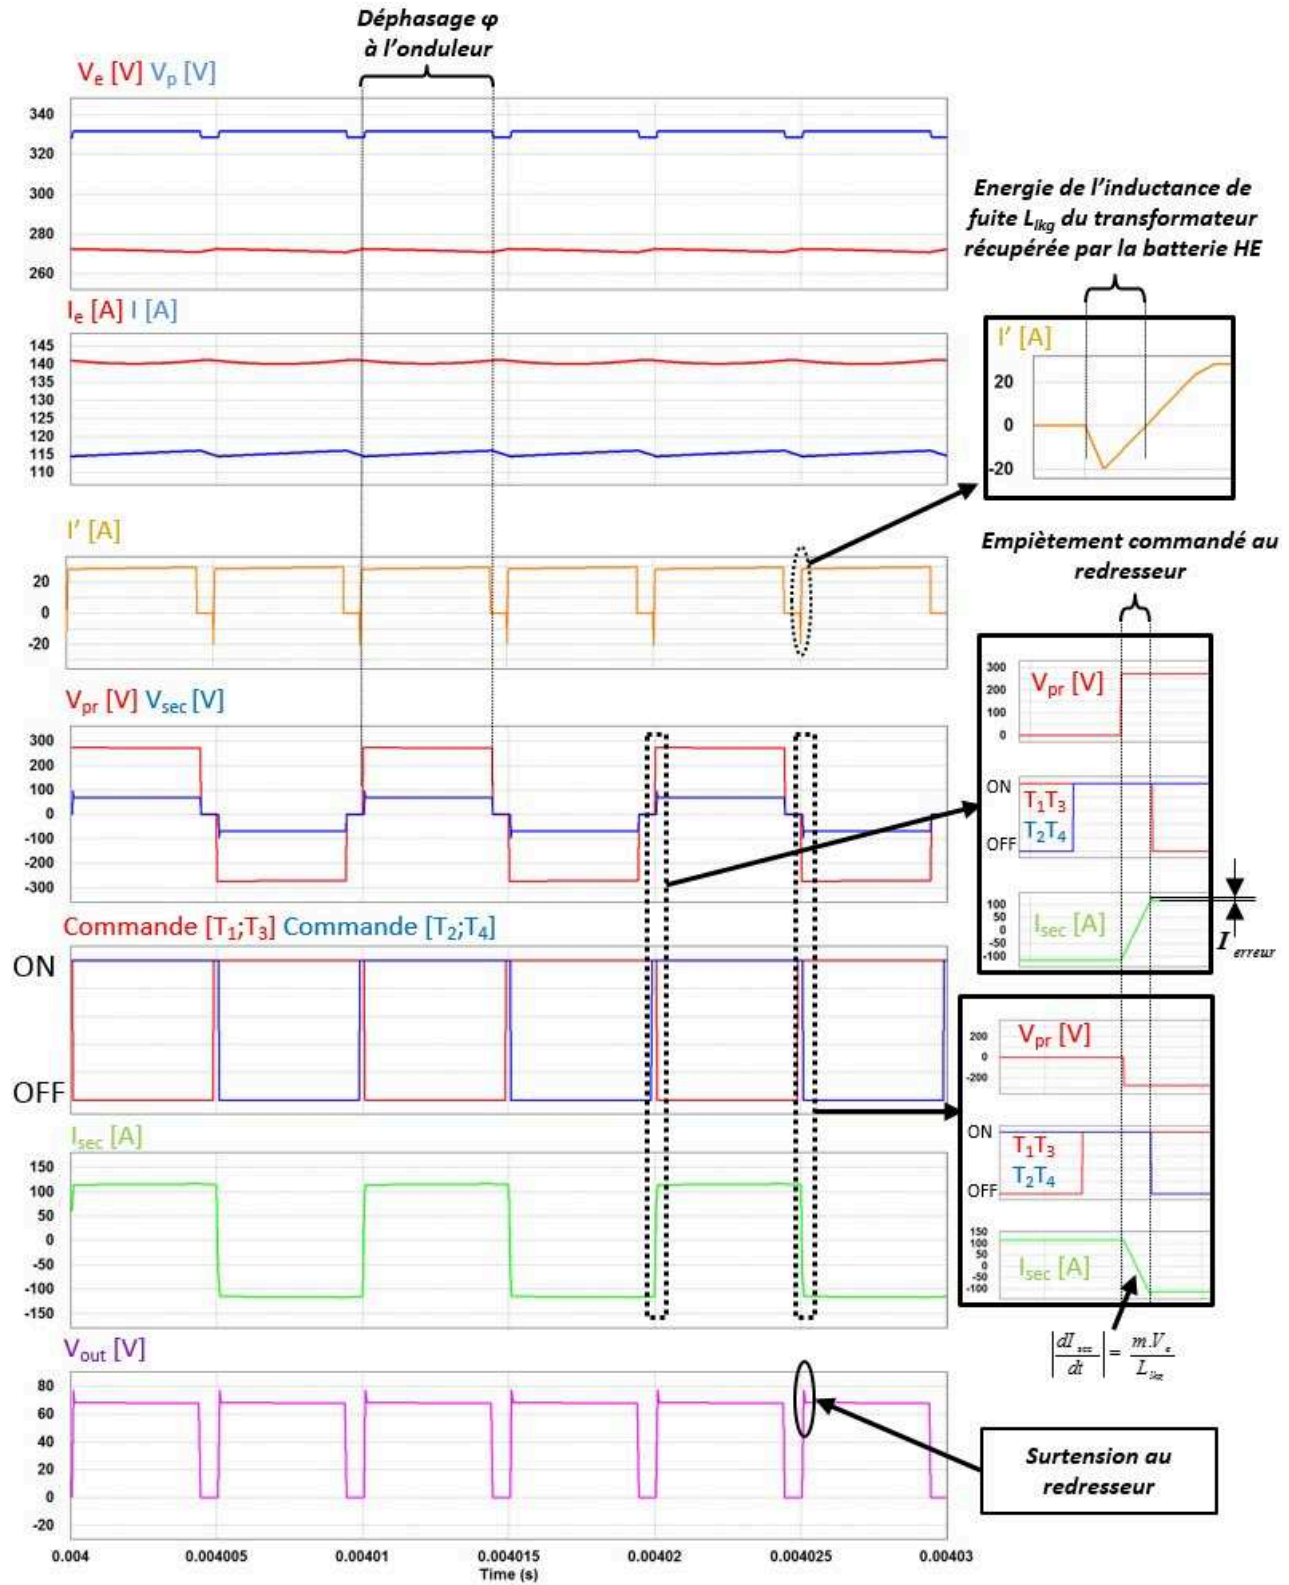 Déphasage φ
à l'onduleur
Ve [V] Vp [V]
340
320
300
280
260
Energie de l'inductance de
fuite Llkg du transformateur
récupérée par la batterie HE
Ie [A] I [A]
145
140
135
130
125
120
115
110
I' [A]
20
0
-20
I' [A]
20
0
-20
Empiètement commandé au
redresseur
Vpr [V] Vsec [V]
300
200
100
0
-100
-200
-300
300
200
100
0
Vpr [V]
ON
OFF
T1T3
T2T4
100
50
0
-50
-100
Isec [A]
I erreur
Commande [T1;T3] Commande [T2;T4]
ON
OFF
200
0
-200
Vpr [V]
ON
OFF
T1T3
T2T4
150
100
50
0
-50
-100
Isec [A]
Isec [A]
150
100
50
0
-50
-100
-150
|dIsec/dt| = m.Ve/Llkg
Vout [V]
80
60
40
20
0
-20
Surtension au
redresseur
0.004 0.004005 0.00401 0.004015 0.00402 0.004025 0.00403
Time (s)